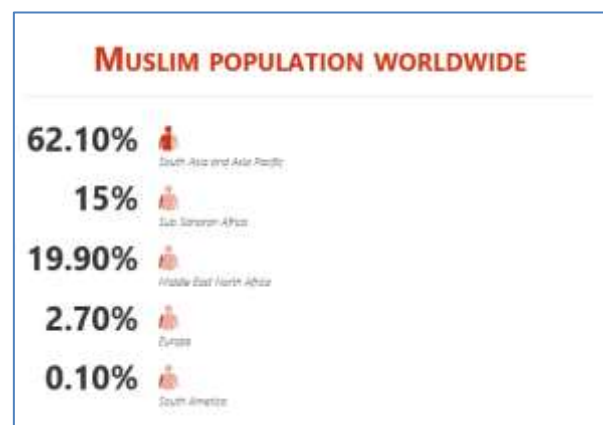 MUSLIM POPULATION WORLDWIDE
62.10%
South Asia and Asia Pacific
15%
Sub Saharan Africa
19.90%
Middle East North Africa
2.70%
Europe
0.10%
South America